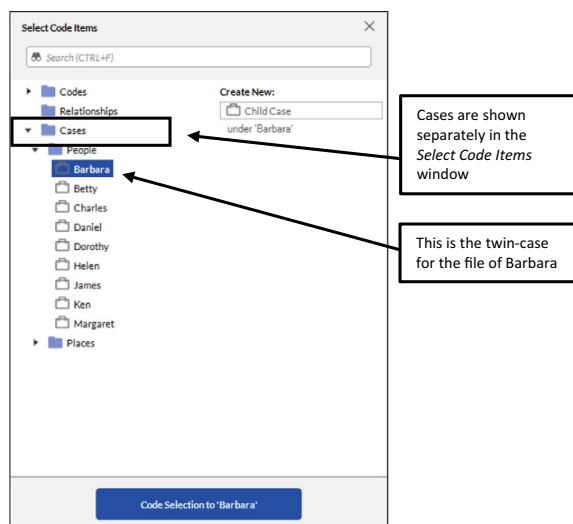 Select Code Items
Search (CTRL+F)
Codes
Relationships
Cases
People
Barbara
Betty
Charles
Daniel
Dorothy
Helen
James
Ken
Margaret
Places
Create New:
Child Case
under 'Barbara'
Code Selection to 'Barbara'
Cases are shown
separately in the
Select Code Items
window
This is the twin-case
for the file of Barbara